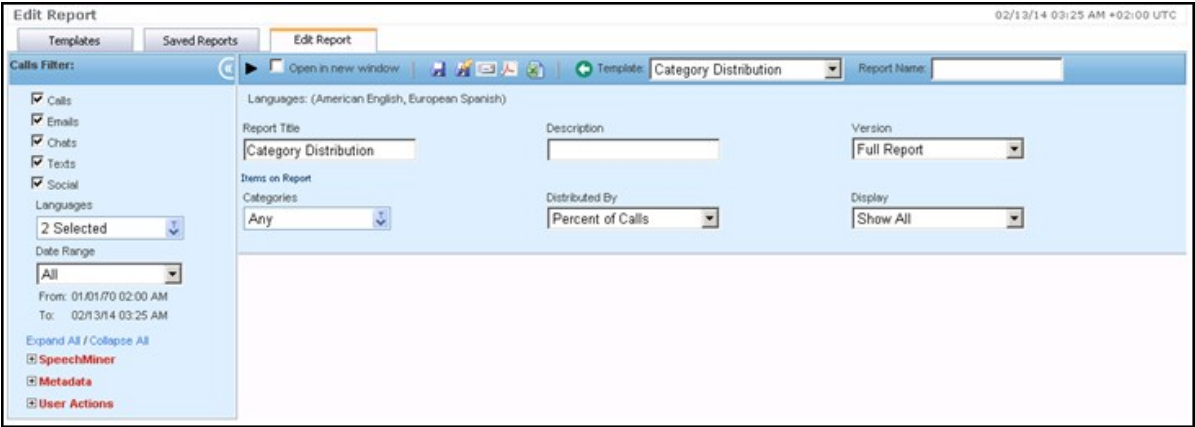 Edit Report
02/13/14 03:25 AM +02:00 UTC
Templates
Saved Reports
Edit Report
Calls Filter:
Open in new window
Template: Category Distribution
Report Name:
Calls
Emails
Chats
Texts
Social
Languages
2 Selected
Date Range
All
From: 01/01/70 02:00 AM
To: 02/13/14 03:25 AM
Expand All / Collapse All
SpeechMiner
Metadata
User Actions
Languages: (American English, European Spanish)
Report Title
Description
Version
Category Distribution
Full Report
Items on Report
Categories
Distributed By
Display
Any
Percent of Calls
Show All